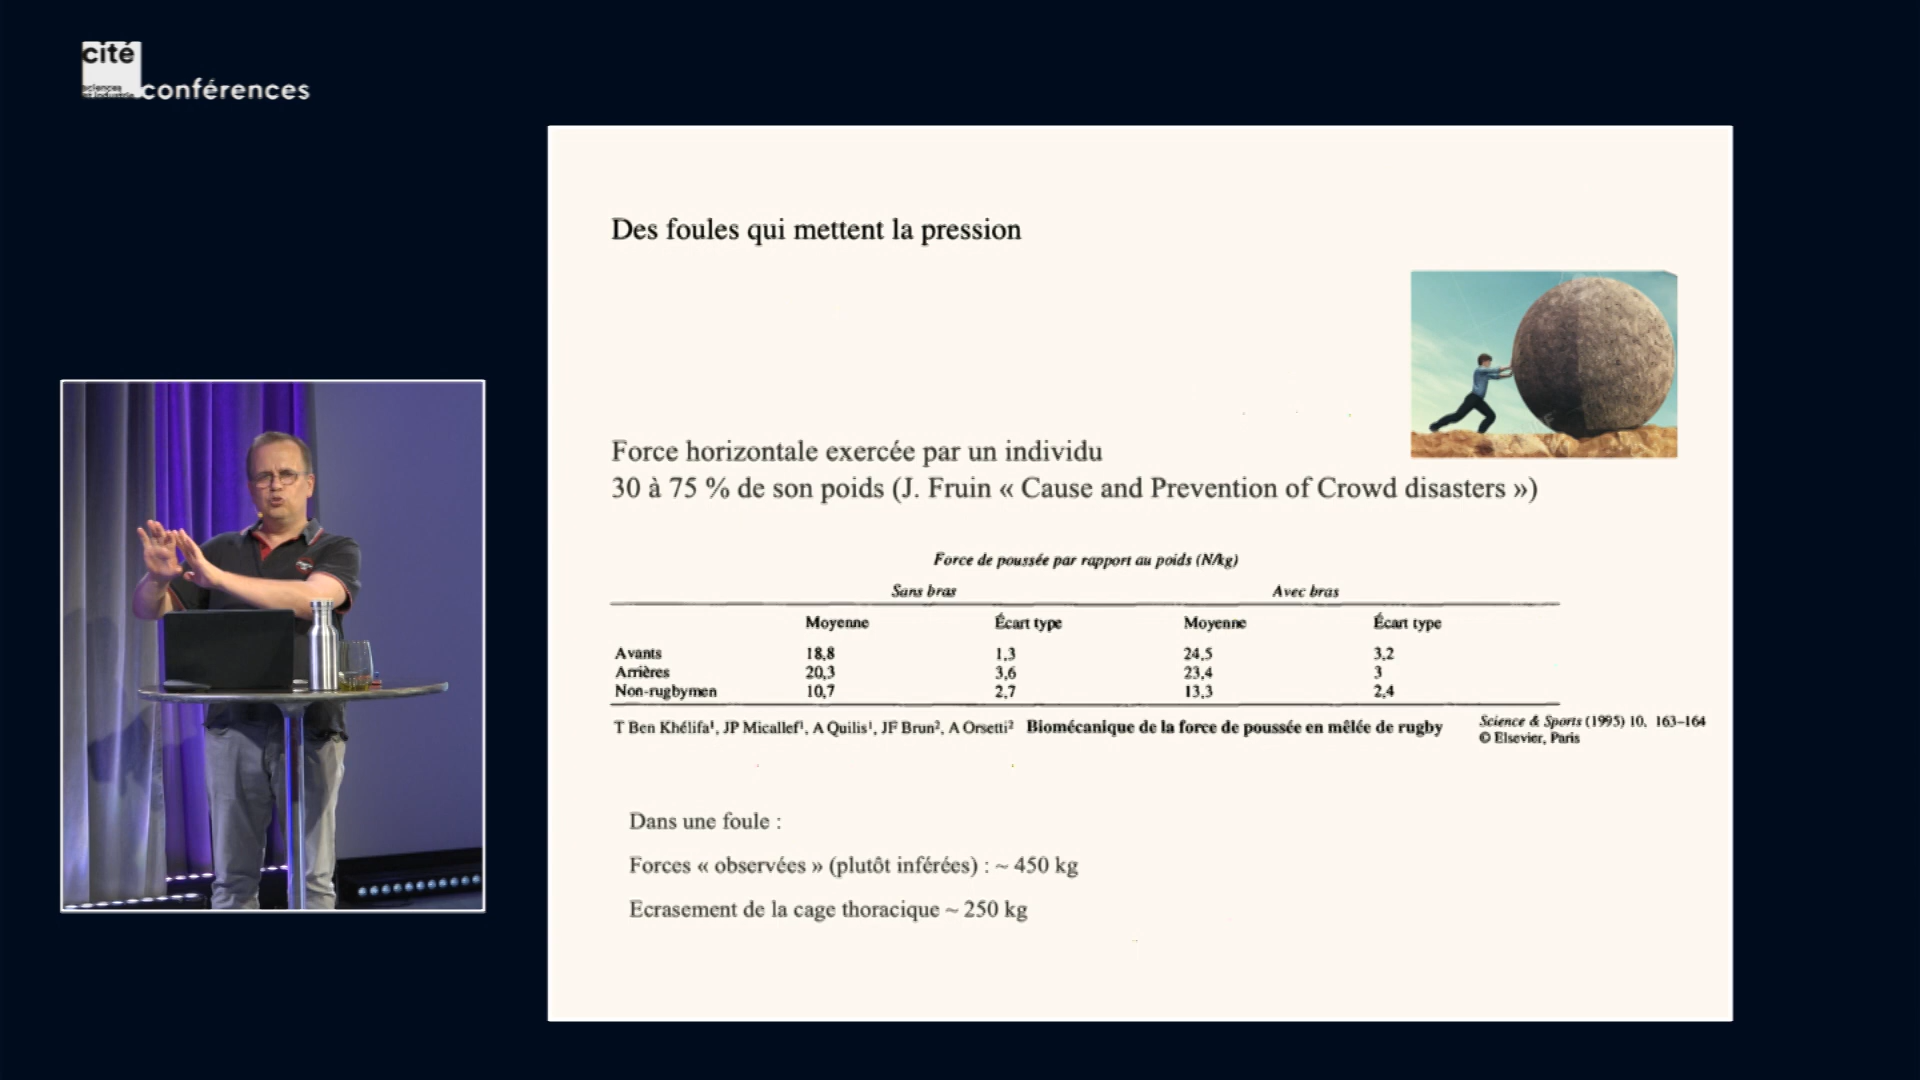 cité
sciences
et industrie
conférences
Des foules qui mettent la pression
Force horizontale exercée par un individu
30 à 75 % de son poids (J. Fruin « Cause and Prevention of Crowd disasters »)
Force de poussée par rapport au poids (N/kg)
Sans bras Avec bras
Moyenne Écart type Moyenne Écart type
Avants 18,8 1,3 24,5 3,2
Arrières 20,3 3,6 23,4 3
Non-rugbymen 10,7 2,7 13,3 2,4
T Ben Khélifa¹, JP Micallef¹, A Quilis¹, JF Brun², A Orsetti² Biomécanique de la force de poussée en mêlée de rugby
Science & Sports (1995) 10, 163–164
© Elsevier, Paris
Dans une foule :
Forces « observées » (plutôt inférées) : ~ 450 kg
Ecrasement de la cage thoracique ~ 250 kg